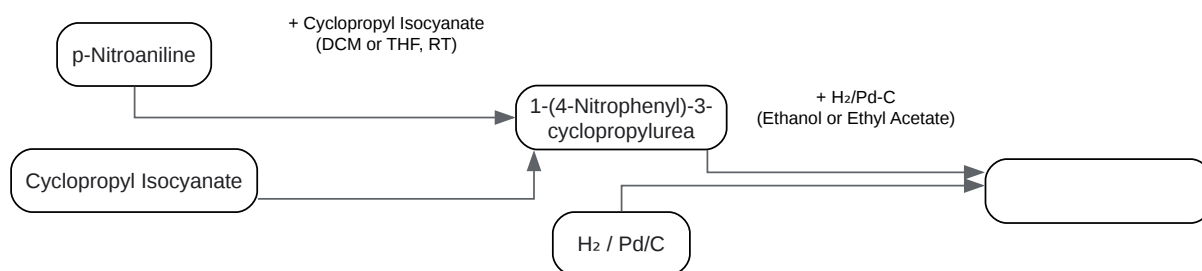 + Cyclopropyl Isocyanate
(DCM or THF, RT)
p-Nitroaniline
1-(4-Nitrophenyl)-3-
cyclopropylurea
+ H₂/Pd-C
(Ethanol or Ethyl Acetate)
Cyclopropyl Isocyanate
H₂ / Pd/C